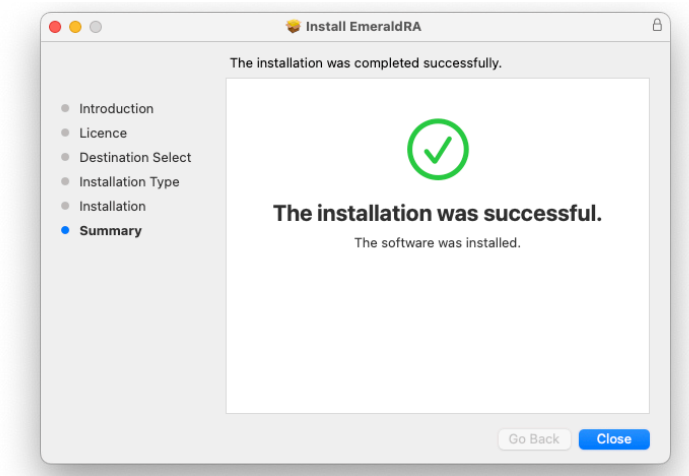 Install EmeraldRA
The installation was completed successfully.
Introduction
Licence
Destination Select
Installation Type
Installation
Summary
The installation was successful.
The software was installed.
Go Back
Close